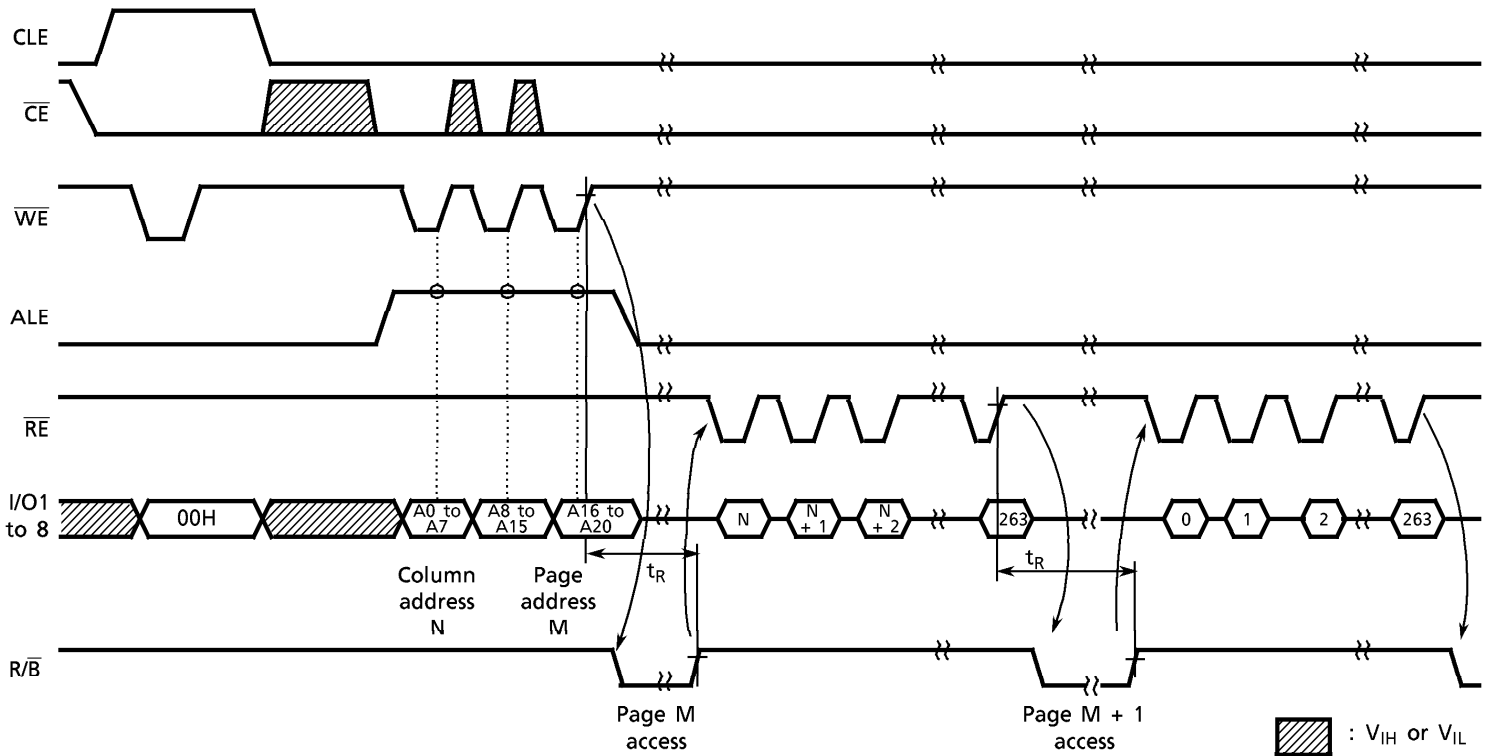 CLE
CE
WE
ALE
RE
I/O1
to 8
00H
A0 to
A7
A8 to
A15
A16 to
A20
N
N
+ 1
N
+ 2
263
0
1
2
263
tR
tR
Column
address
N
Page
address
M
R/B
Page M
access
Page M + 1
access
: VIH or VIL